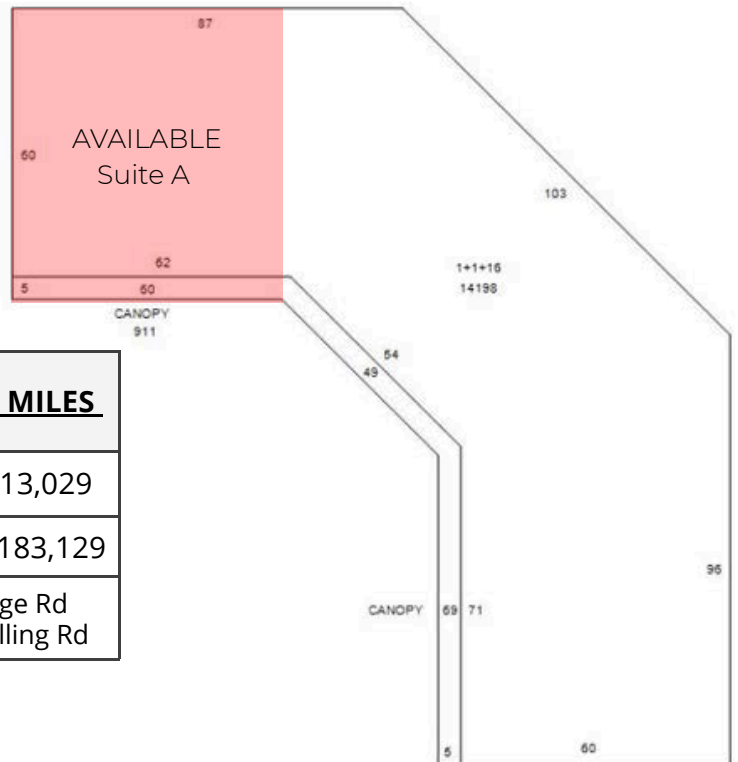 87
AVAILABLE
Suite A
60
103
62
1+1+16
14198
5
60
CANOPY
911
54
49
MILES
13,029
183,129
ge Rd
lling Rd
96
CANOPY
69
71
5
60